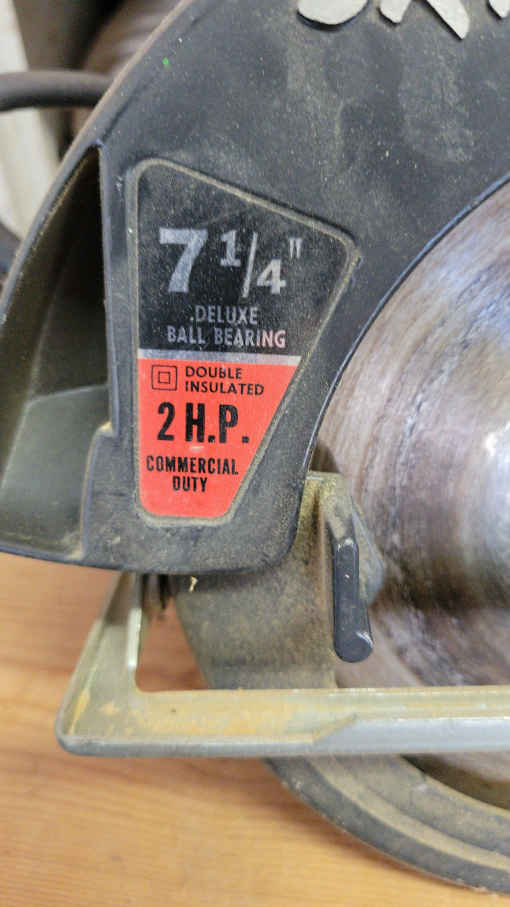 7 1/4"
DELUXE
BALL BEARING
DOUBLE
INSULATED
2 H.P.
COMMERCIAL
DUTY